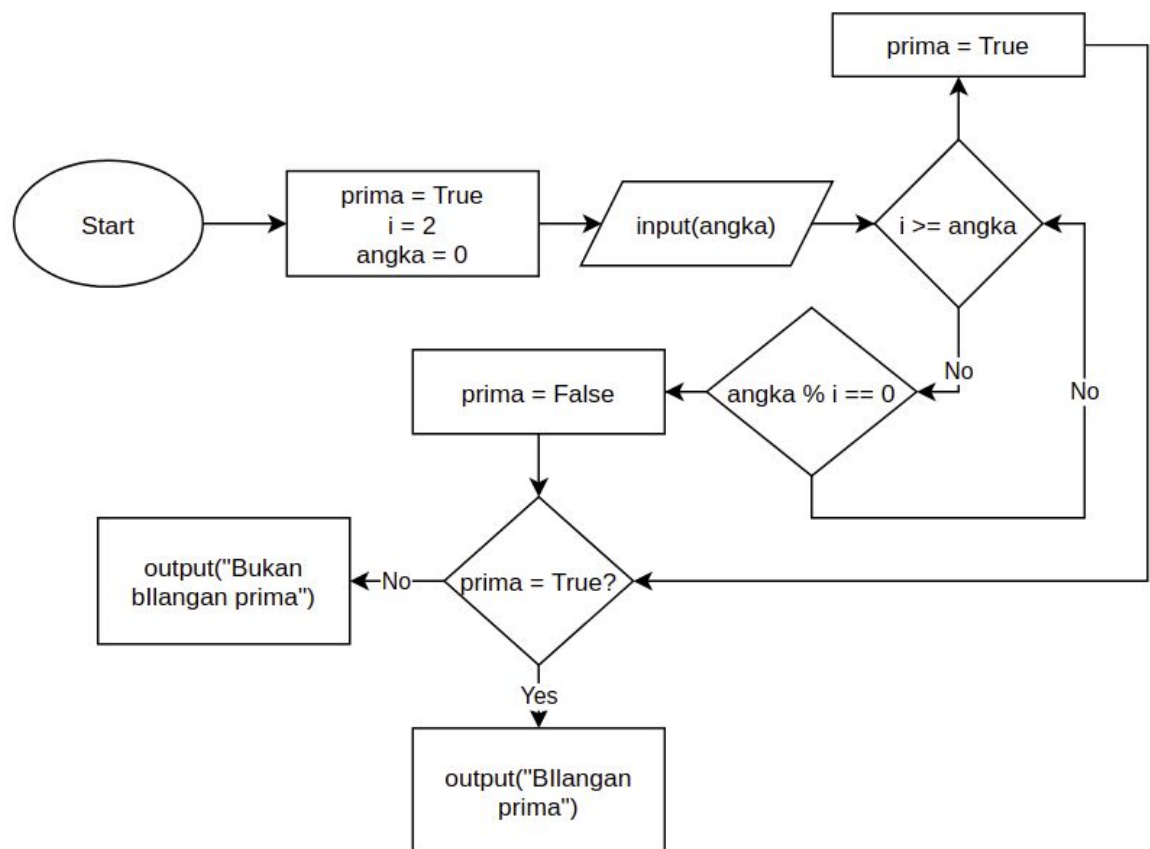 prima = True
Start
prima = True
i = 2
angka = 0
input(angka)
i >= angka
No
No
prima = False
angka % i == 0
output("Bukan
bIlangan prima")
No
prima = True?
Yes
output("BIlangan
prima")